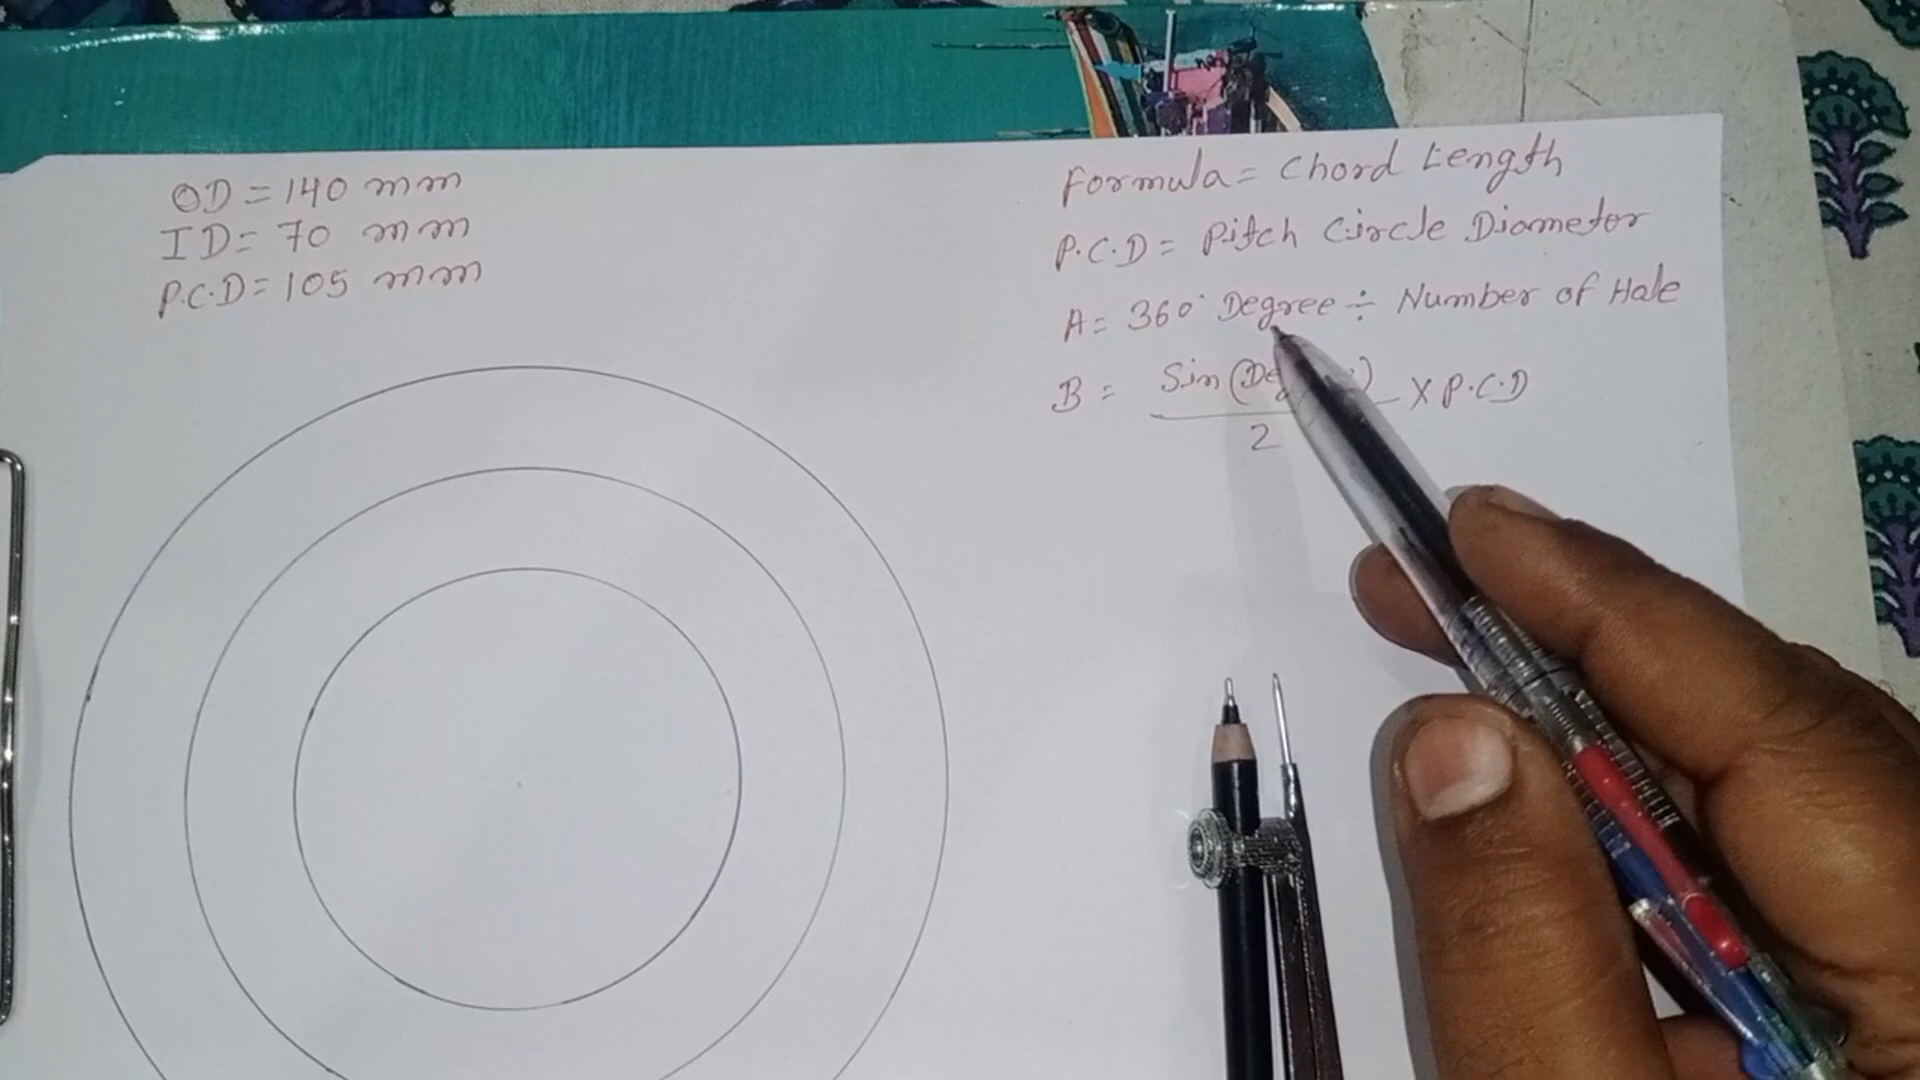 OD = 140 mm
ID = 70 mm
P.C.D = 105 mm
Formula = Chord Length
P.C.D = Pitch Circle Diameter
A = 360° Degree ÷ Number of Hole
B = Sin ( ) / 2 × P.C.D